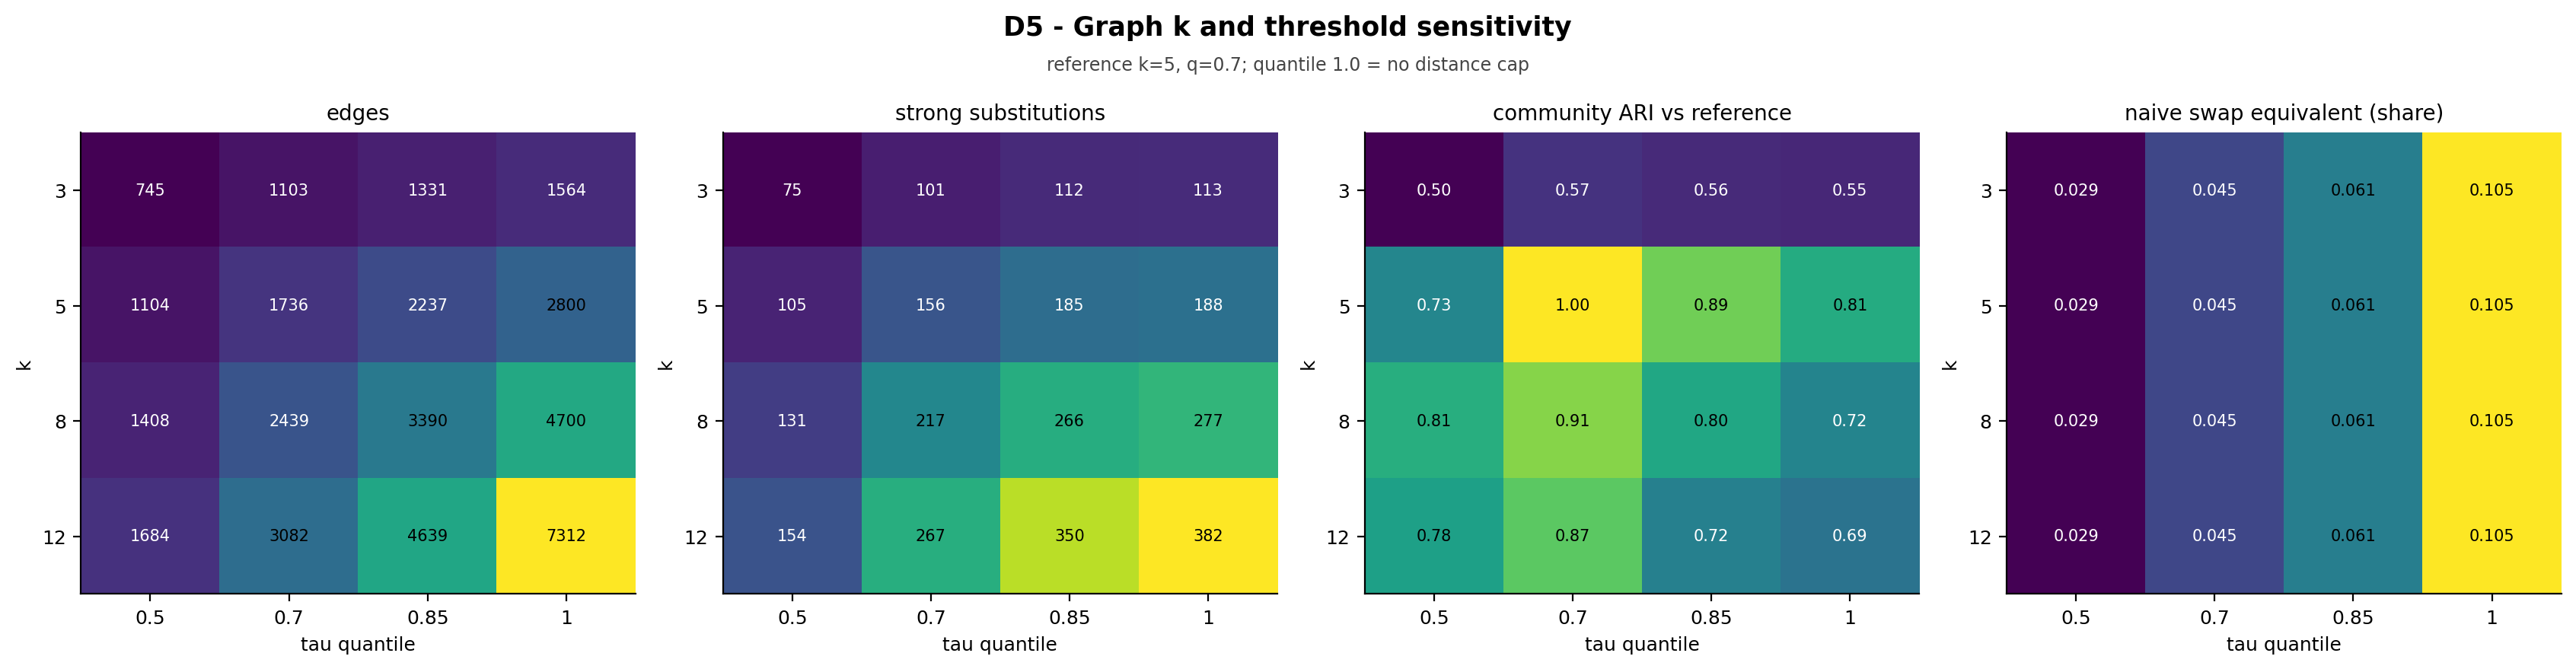 D5 - Graph k and threshold sensitivity
reference k=5, q=0.7; quantile 1.0 = no distance cap
edges
k
3 745 1103 1331 1564
5 1104 1736 2237 2800
8 1408 2439 3390 4700
12 1684 3082 4639 7312
0.5 0.7 0.85 1
tau quantile
strong substitutions
k
3 75 101 112 113
5 105 156 185 188
8 131 217 266 277
12 154 267 350 382
0.5 0.7 0.85 1
tau quantile
community ARI vs reference
k
3 0.50 0.57 0.56 0.55
5 0.73 1.00 0.89 0.81
8 0.81 0.91 0.80 0.72
12 0.78 0.87 0.72 0.69
0.5 0.7 0.85 1
tau quantile
naive swap equivalent (share)
k
3 0.029 0.045 0.061 0.105
5 0.029 0.045 0.061 0.105
8 0.029 0.045 0.061 0.105
12 0.029 0.045 0.061 0.105
0.5 0.7 0.85 1
tau quantile